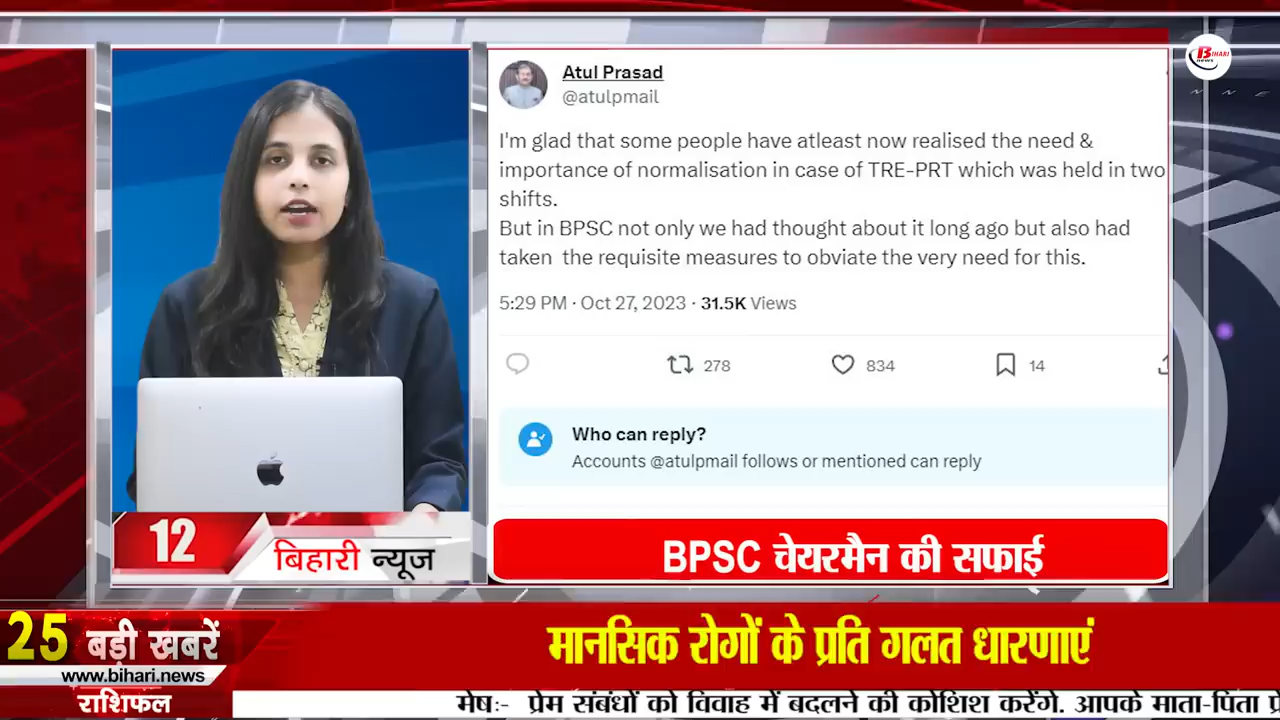 BIHARI
news
Atul Prasad
@atulpmail
I'm glad that some people have atleast now realised the need &
importance of normalisation in case of TRE-PRT which was held in two
shifts.
But in BPSC not only we had thought about it long ago but also had
taken the requisite measures to obviate the very need for this.
5:29 PM · Oct 27, 2023 · 31.5K Views
278 834 14
Who can reply?
Accounts @atulpmail follows or mentioned can reply
12 बिहारी न्यूज
BPSC चेयरमैन की सफाई
25 बड़ी खबरें
www.bihari.news
मानसिक रोगों के प्रति गलत धारणाएं
राशिफल
मेष:- प्रेम संबंधों को विवाह में बदलने की कोशिश करेंगे. आपके माता-पिता